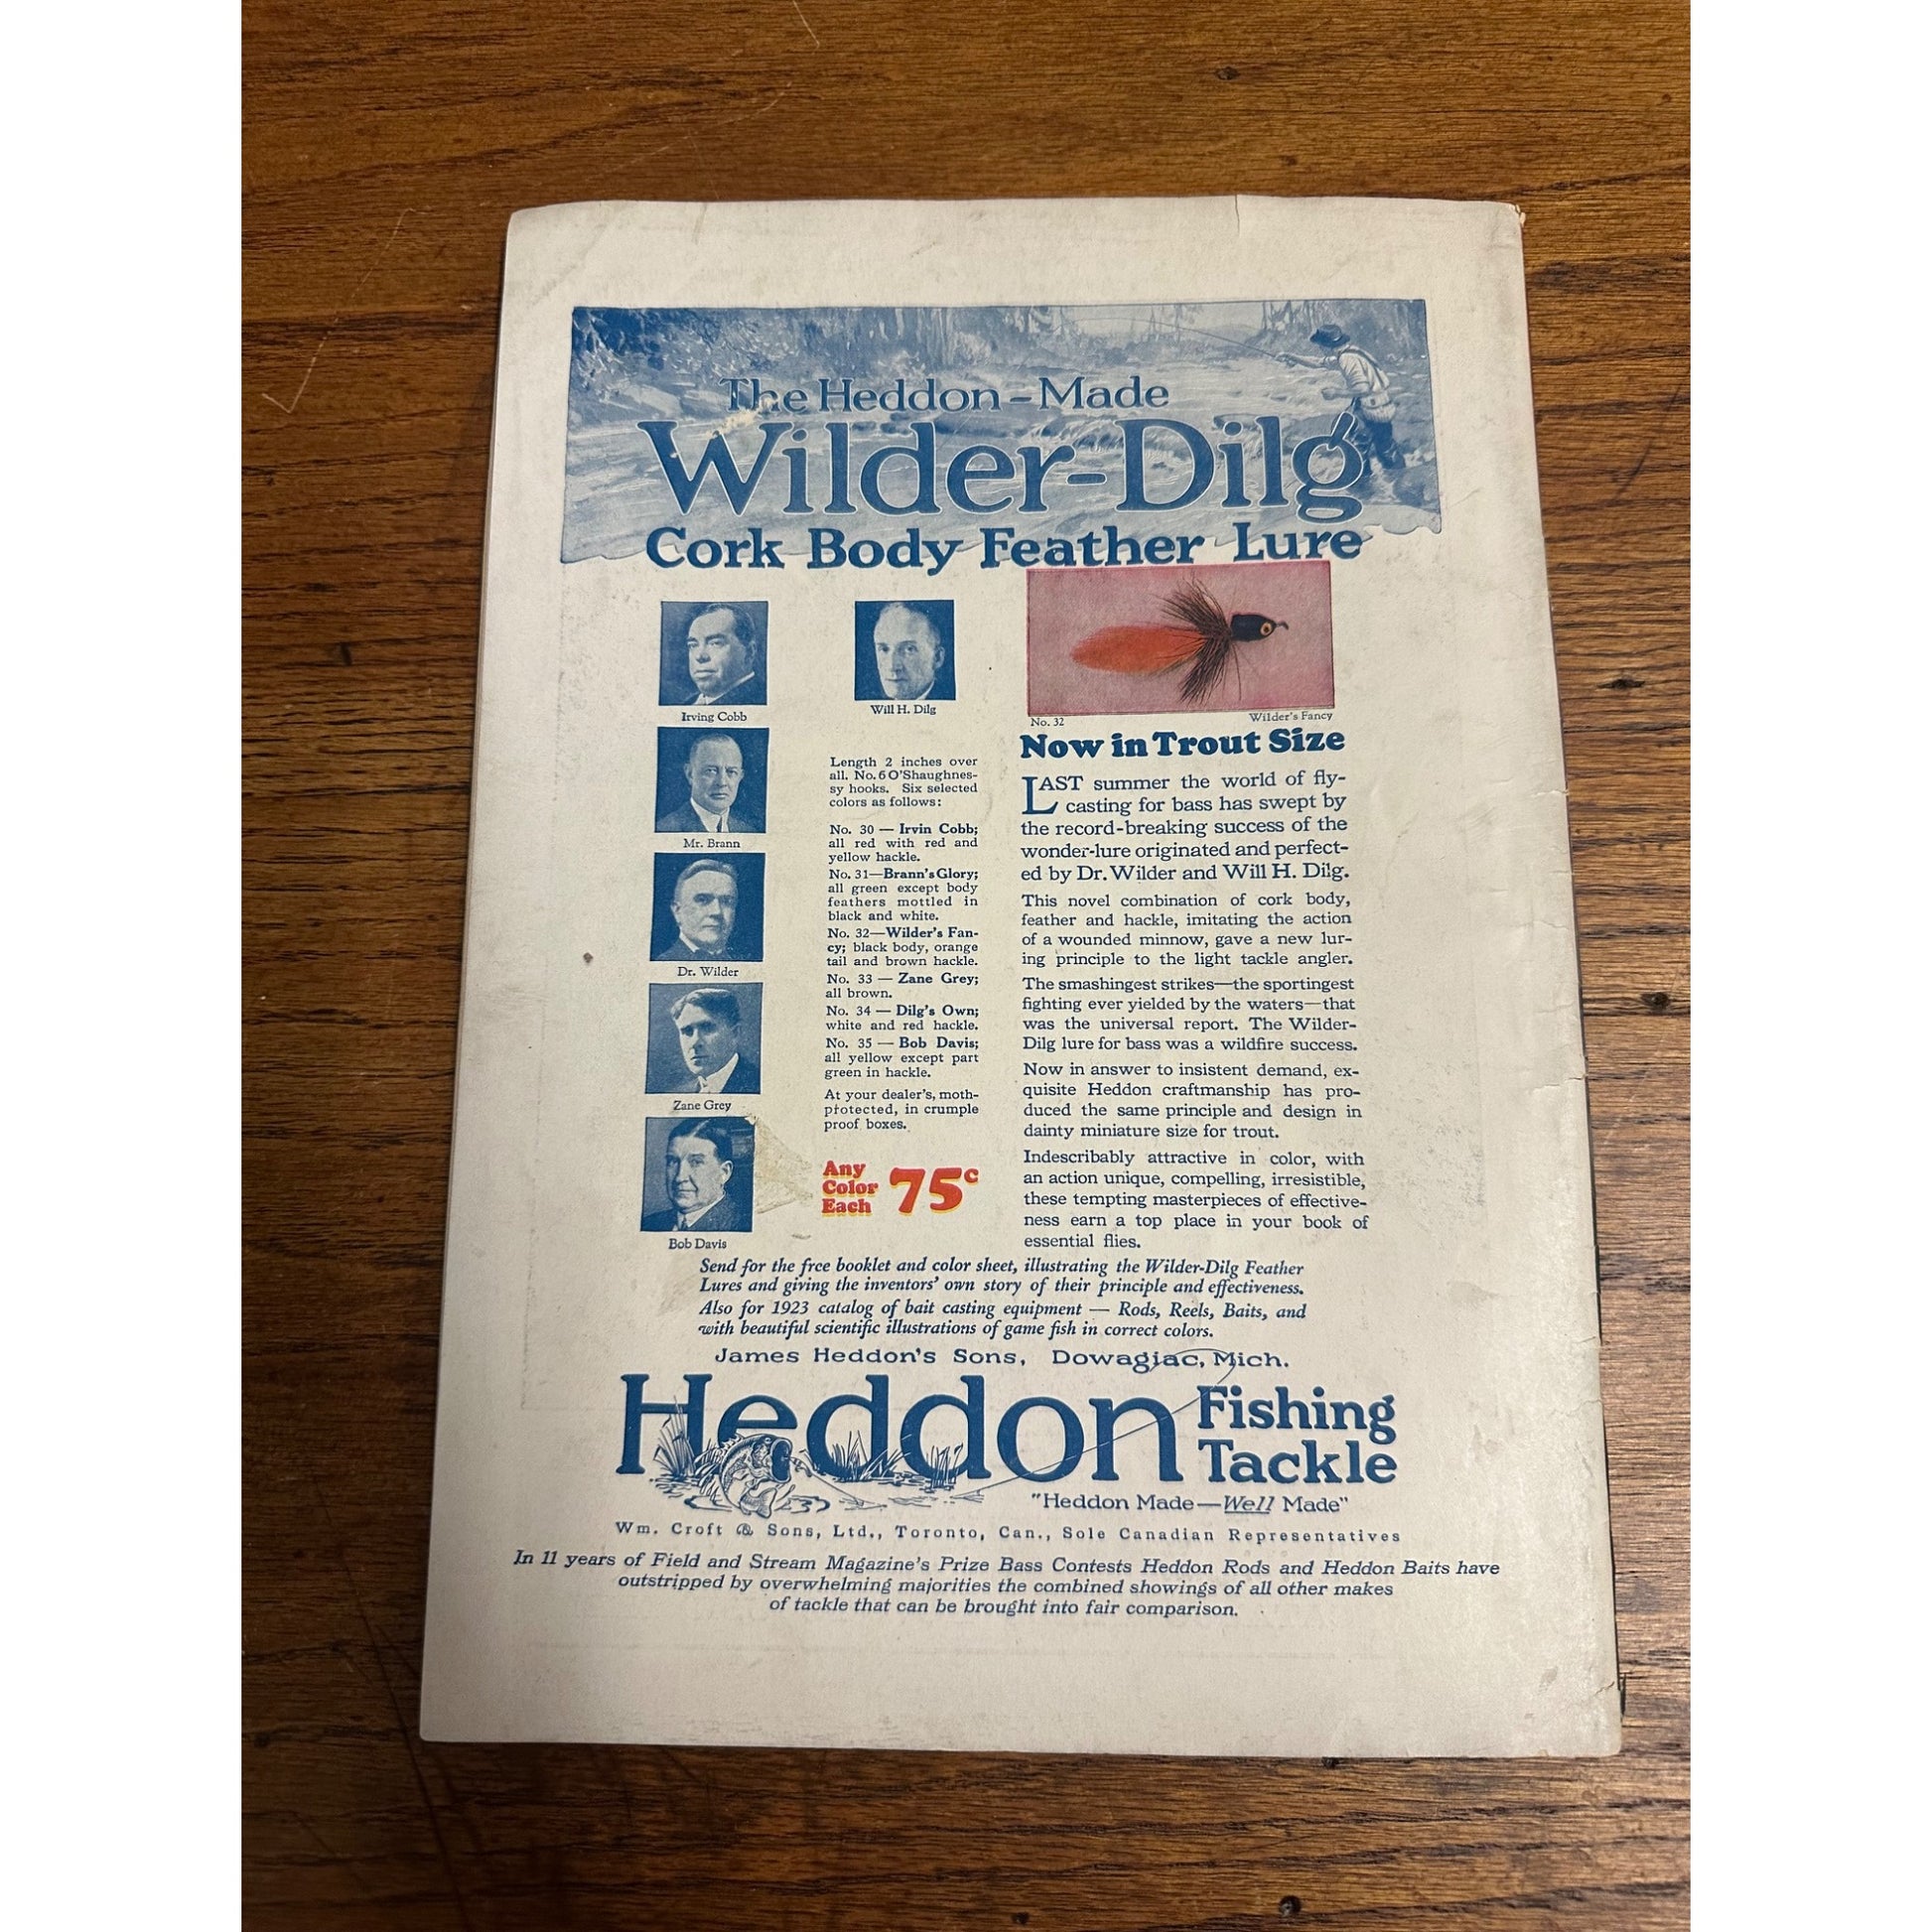 The Heddon-Made
Wilder-Dilg
Cork Body Feather Lure
Irving Cobb
Mr. Brann
Dr. Wilder
Zane Grey
Bob Davis
Will H. Dilg
Length 2 inches over
all. No. 6 O'Shaughnes-
sy hooks. Six selected
colors as follows:
No. 30 — Irvin Cobb;
all red with red and
yellow hackle.
No. 31—Brann's Glory;
all green except body
feathers mottled in
black and white.
No. 32—Wilder's Fan-
cy; black body, orange
tail and brown hackle.
No. 33 — Zane Grey;
all brown.
No. 34 — Dilg's Own;
white and red hackle.
No. 35 — Bob Davis;
all yellow except part
green in hackle.
At your dealer's, moth-
protected, in crumple
proof boxes.
Any
Color
Each
75c
No. 32 Wilder's Fancy
Now in Trout Size
LAST summer the world of fly-
casting for bass has swept by
the record-breaking success of the
wonder-lure originated and perfect-
ed by Dr. Wilder and Will H. Dilg.
This novel combination of cork body,
feather and hackle, imitating the action
of a wounded minnow, gave a new lur-
ing principle to the light tackle angler.
The smashingest strikes—the sportingest
fighting ever yielded by the waters—that
was the universal report. The Wilder-
Dilg lure for bass was a wildfire success.
Now in answer to insistent demand, ex-
quisite Heddon craftmanship has pro-
duced the same principle and design in
dainty miniature size for trout.
Indescribably attractive in color, with
an action unique, compelling, irresistible,
these tempting masterpieces of effective-
ness earn a top place in your book of
essential flies.
Send for the free booklet and color sheet, illustrating the Wilder-Dilg Feather
Lures and giving the inventors' own story of their principle and effectiveness.
Also for 1923 catalog of bait casting equipment — Rods, Reels, Baits, and
with beautiful scientific illustrations of game fish in correct colors.
James Heddon's Sons, Dowagiac, Mich.
Heddon Fishing
Tackle
"Heddon Made—Well Made"
Wm. Croft & Sons, Ltd., Toronto, Can., Sole Canadian Representatives
In 11 years of Field and Stream Magazine's Prize Bass Contests Heddon Rods and Heddon Baits have
outstripped by overwhelming majorities the combined showings of all other makes
of tackle that can be brought into fair comparison.